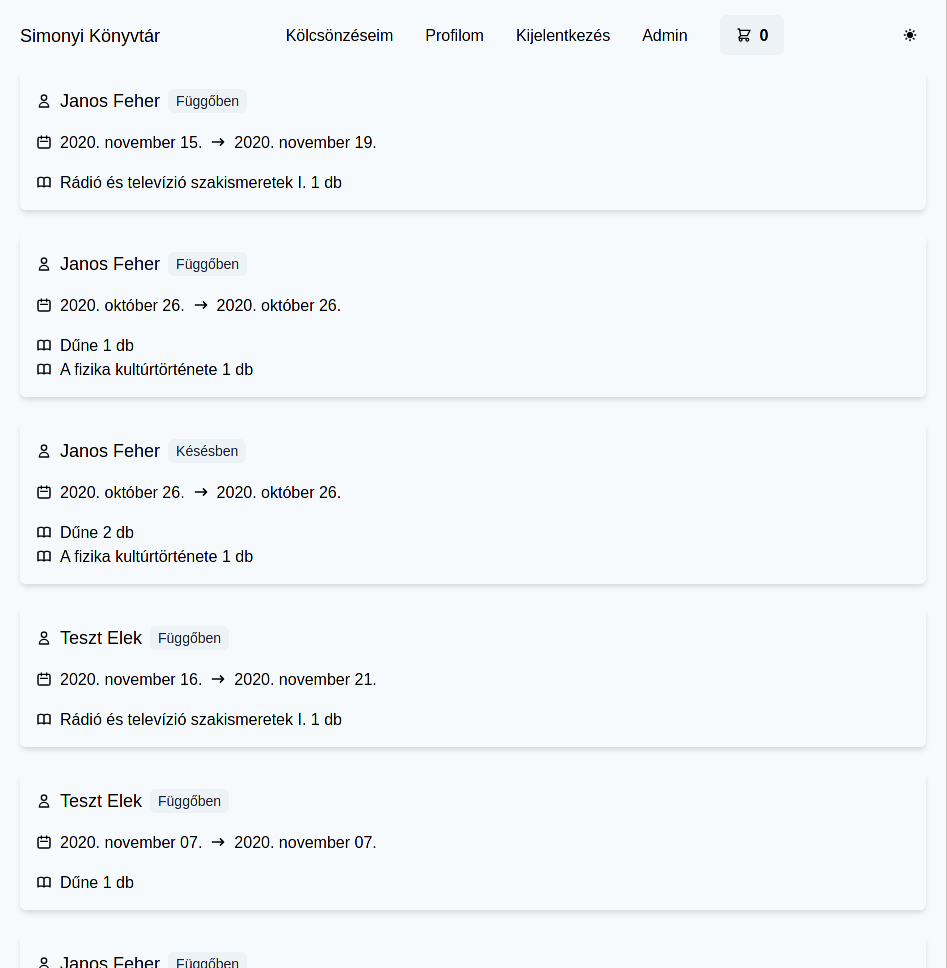 Simonyi Könyvtár Kölcsönzéseim Profilom Kijelentkezés Admin 0
Janos Feher Függőben
2020. november 15. → 2020. november 19.
Rádió és televízió szakismeretek I. 1 db
Janos Feher Függőben
2020. október 26. → 2020. október 26.
Dűne 1 db
A fizika kultúrtörténete 1 db
Janos Feher Késésben
2020. október 26. → 2020. október 26.
Dűne 2 db
A fizika kultúrtörténete 1 db
Teszt Elek Függőben
2020. november 16. → 2020. november 21.
Rádió és televízió szakismeretek I. 1 db
Teszt Elek Függőben
2020. november 07. → 2020. november 07.
Dűne 1 db
Janos Feher Függőben